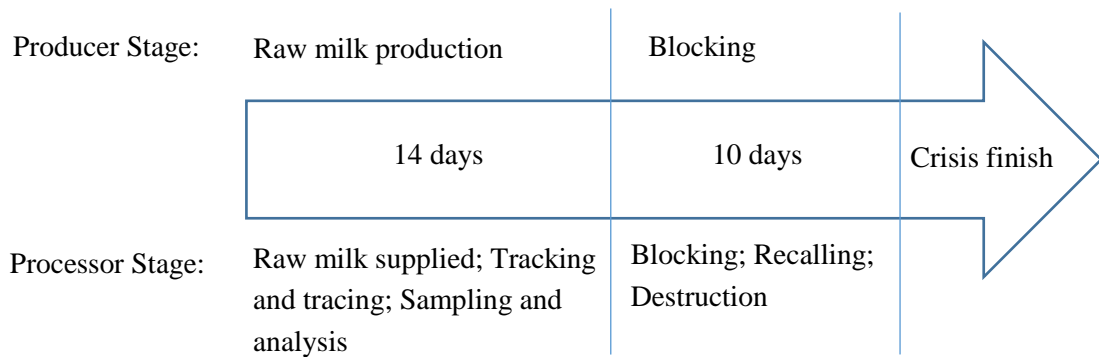 Producer Stage: Raw milk production Blocking
14 days 10 days Crisis finish
Processor Stage: Raw milk supplied; Tracking Blocking; Recalling;
and tracing; Sampling and Destruction
analysis